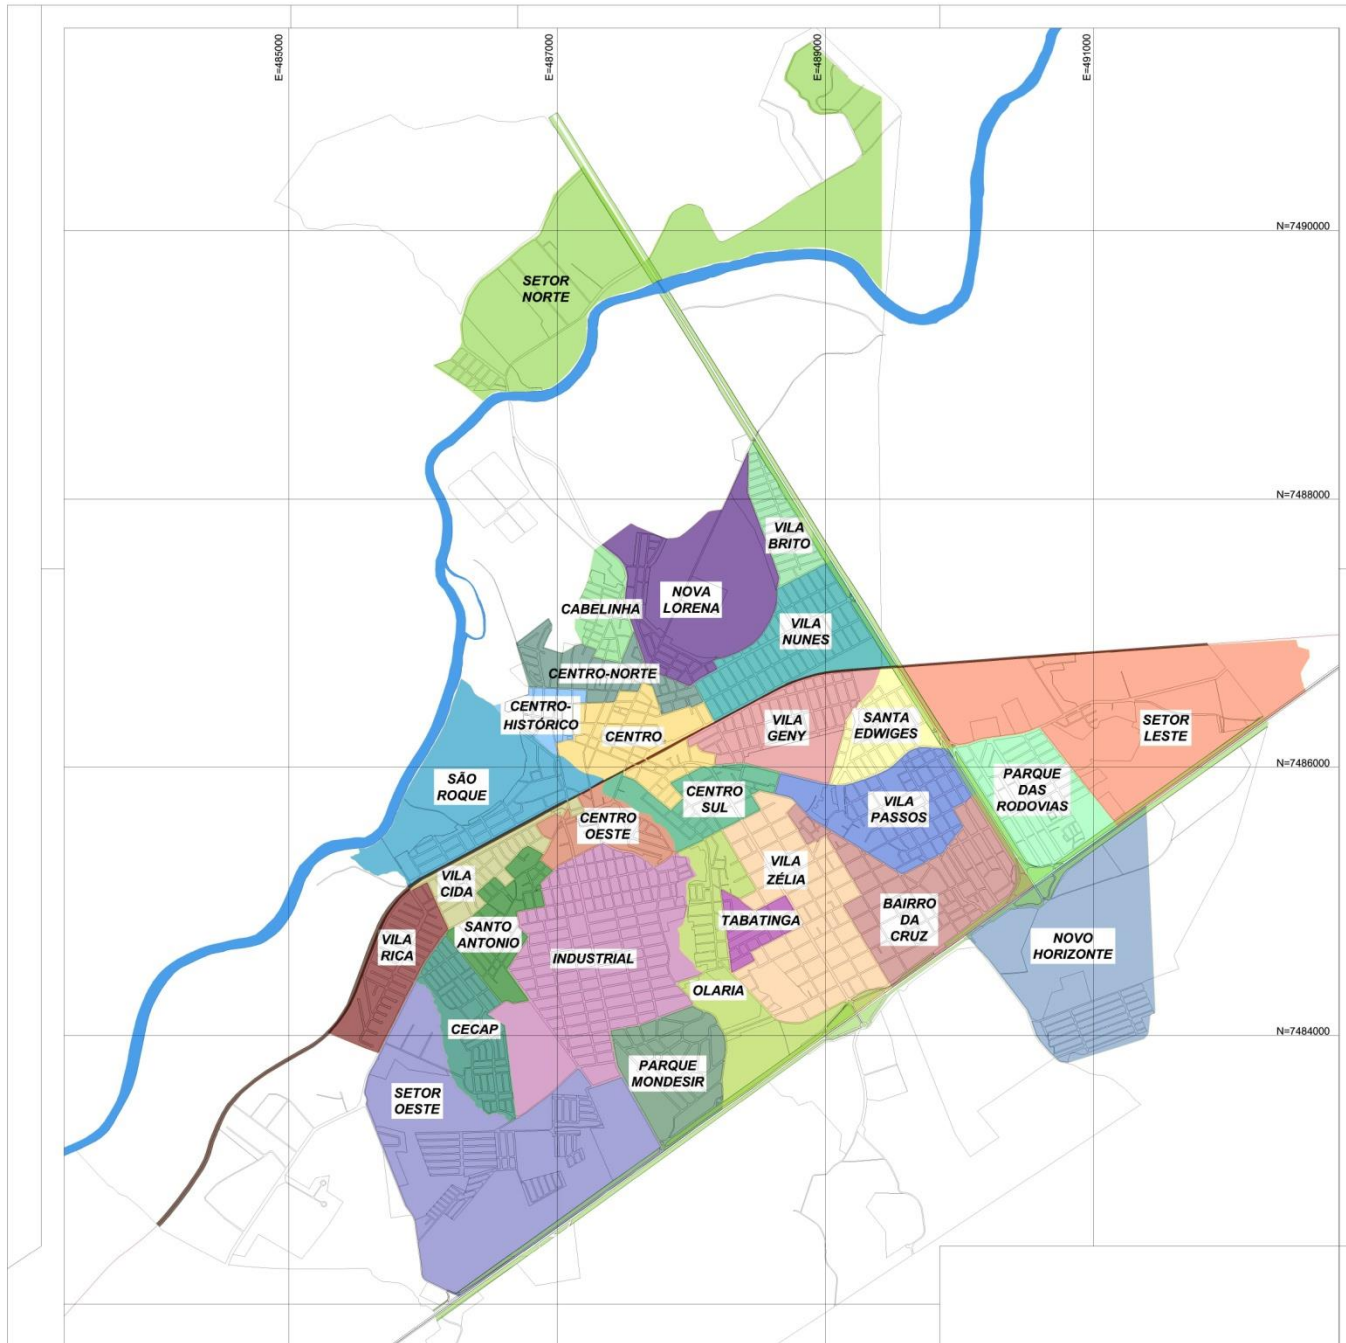 E=485000
E=487000
E=489000
E=491000
N=7490000
SETOR
NORTE
N=7488000
VILA
BRITO
NOVA
LORENA
CABELINHA
VILA
NUNES
CENTRO-NORTE
CENTRO-
HISTÓRICO
CENTRO
VILA
GENY
SANTA
EDWIGES
SETOR
LESTE
N=7486000
SÃO
ROQUE
CENTRO
SUL
PARQUE
DAS
RODOVIAS
VILA
PASSOS
CENTRO
OESTE
VILA
ZÉLIA
VILA
CIDA
TABATINGA
BAIRRO
DA
CRUZ
SANTO
ANTONIO
VILA
RICA
INDUSTRIAL
NOVO
HORIZONTE
OLARIA
CECAP
N=7484000
PARQUE
MONDESIR
SETOR
OESTE